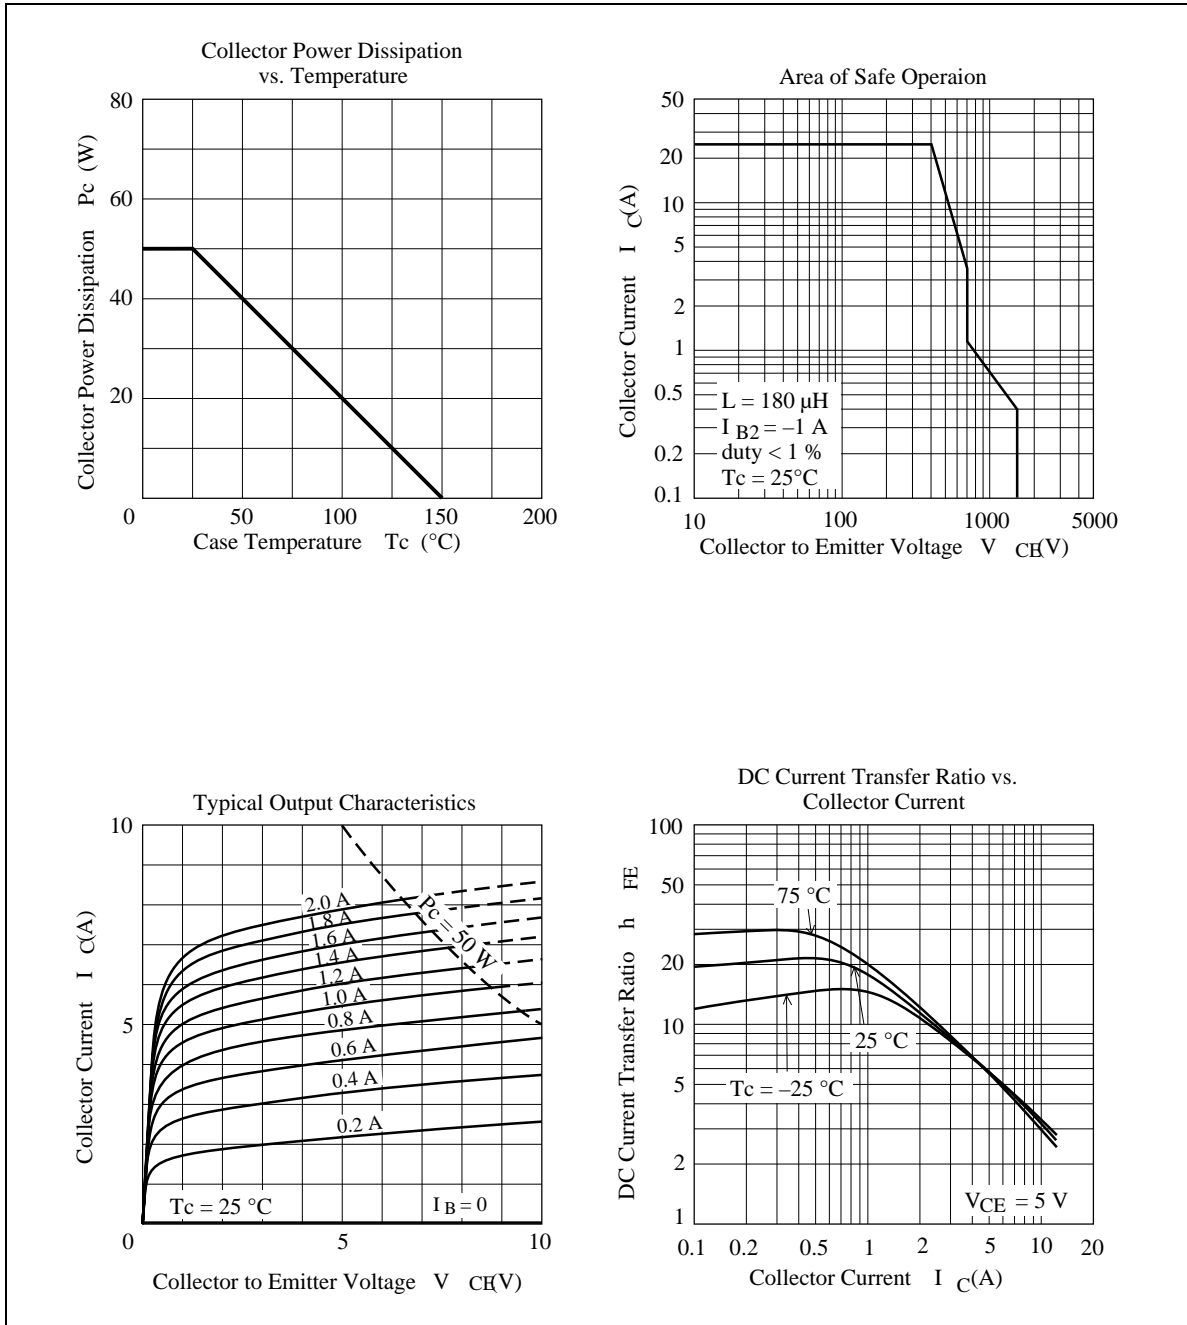 Collector Power Dissipation
vs. Temperature
80
60
40
20
0
50
100
150
200
Collector Power Dissipation Pc (W)
Case Temperature Tc (°C)
Area of Safe Operaion
50
20
10
5
2
1
0.5
0.2
0.1
10
100
1000
5000
Collector Current I C(A)
L = 180 µH
I B2 = –1 A
duty < 1 %
Tc = 25°C
Collector to Emitter Voltage V CE(V)
Typical Output Characteristics
10
5
0
5
10
Collector Current I C(A)
2.0 A
1.8 A
1.6 A
1.4 A
1.2 A
1.0 A
0.8 A
0.6 A
0.4 A
0.2 A
Pc = 50 W
Tc = 25 °C
I B = 0
Collector to Emitter Voltage V CE(V)
DC Current Transfer Ratio vs.
Collector Current
100
50
20
10
5
2
1
0.1
0.2
0.5
1
2
5
10
20
DC Current Transfer Ratio h FE
75 °C
25 °C
Tc = –25 °C
VCE = 5 V
Collector Current I C(A)